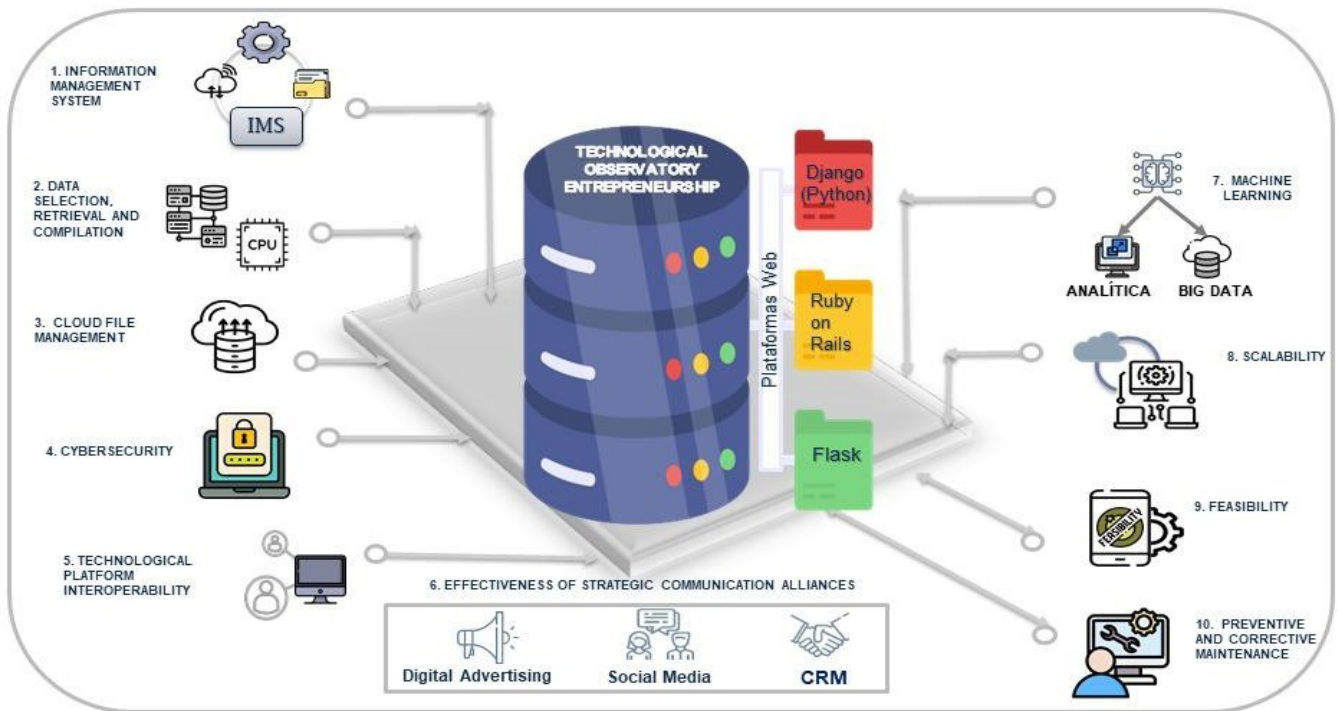 1. INFORMATION
MANAGEMENT
SYSTEM
IMS
2. DATA
SELECTION,
RETRIEVAL AND
COMPILATION
CPU
3. CLOUD FILE
MANAGEMENT
4. CYBERSECURITY
5. TECHNOLOGICAL
PLATFORM
INTEROPERABILITY
TECHNOLOGICAL
OBSERVATORY
ENTREPRENEURSHIP
Plataformas Web
Django
(Python)
Ruby
on
Rails
Flask
6. EFFECTIVENESS OF STRATEGIC COMMUNICATION ALLIANCES
Digital Advertising
Social Media
CRM
7. MACHINE
LEARNING
ANALÍTICA
BIG DATA
8. SCALABILITY
9. FEASIBILITY
FERSIBILITY
10. PREVENTIVE
AND CORRECTIVE
MAINTENANCE